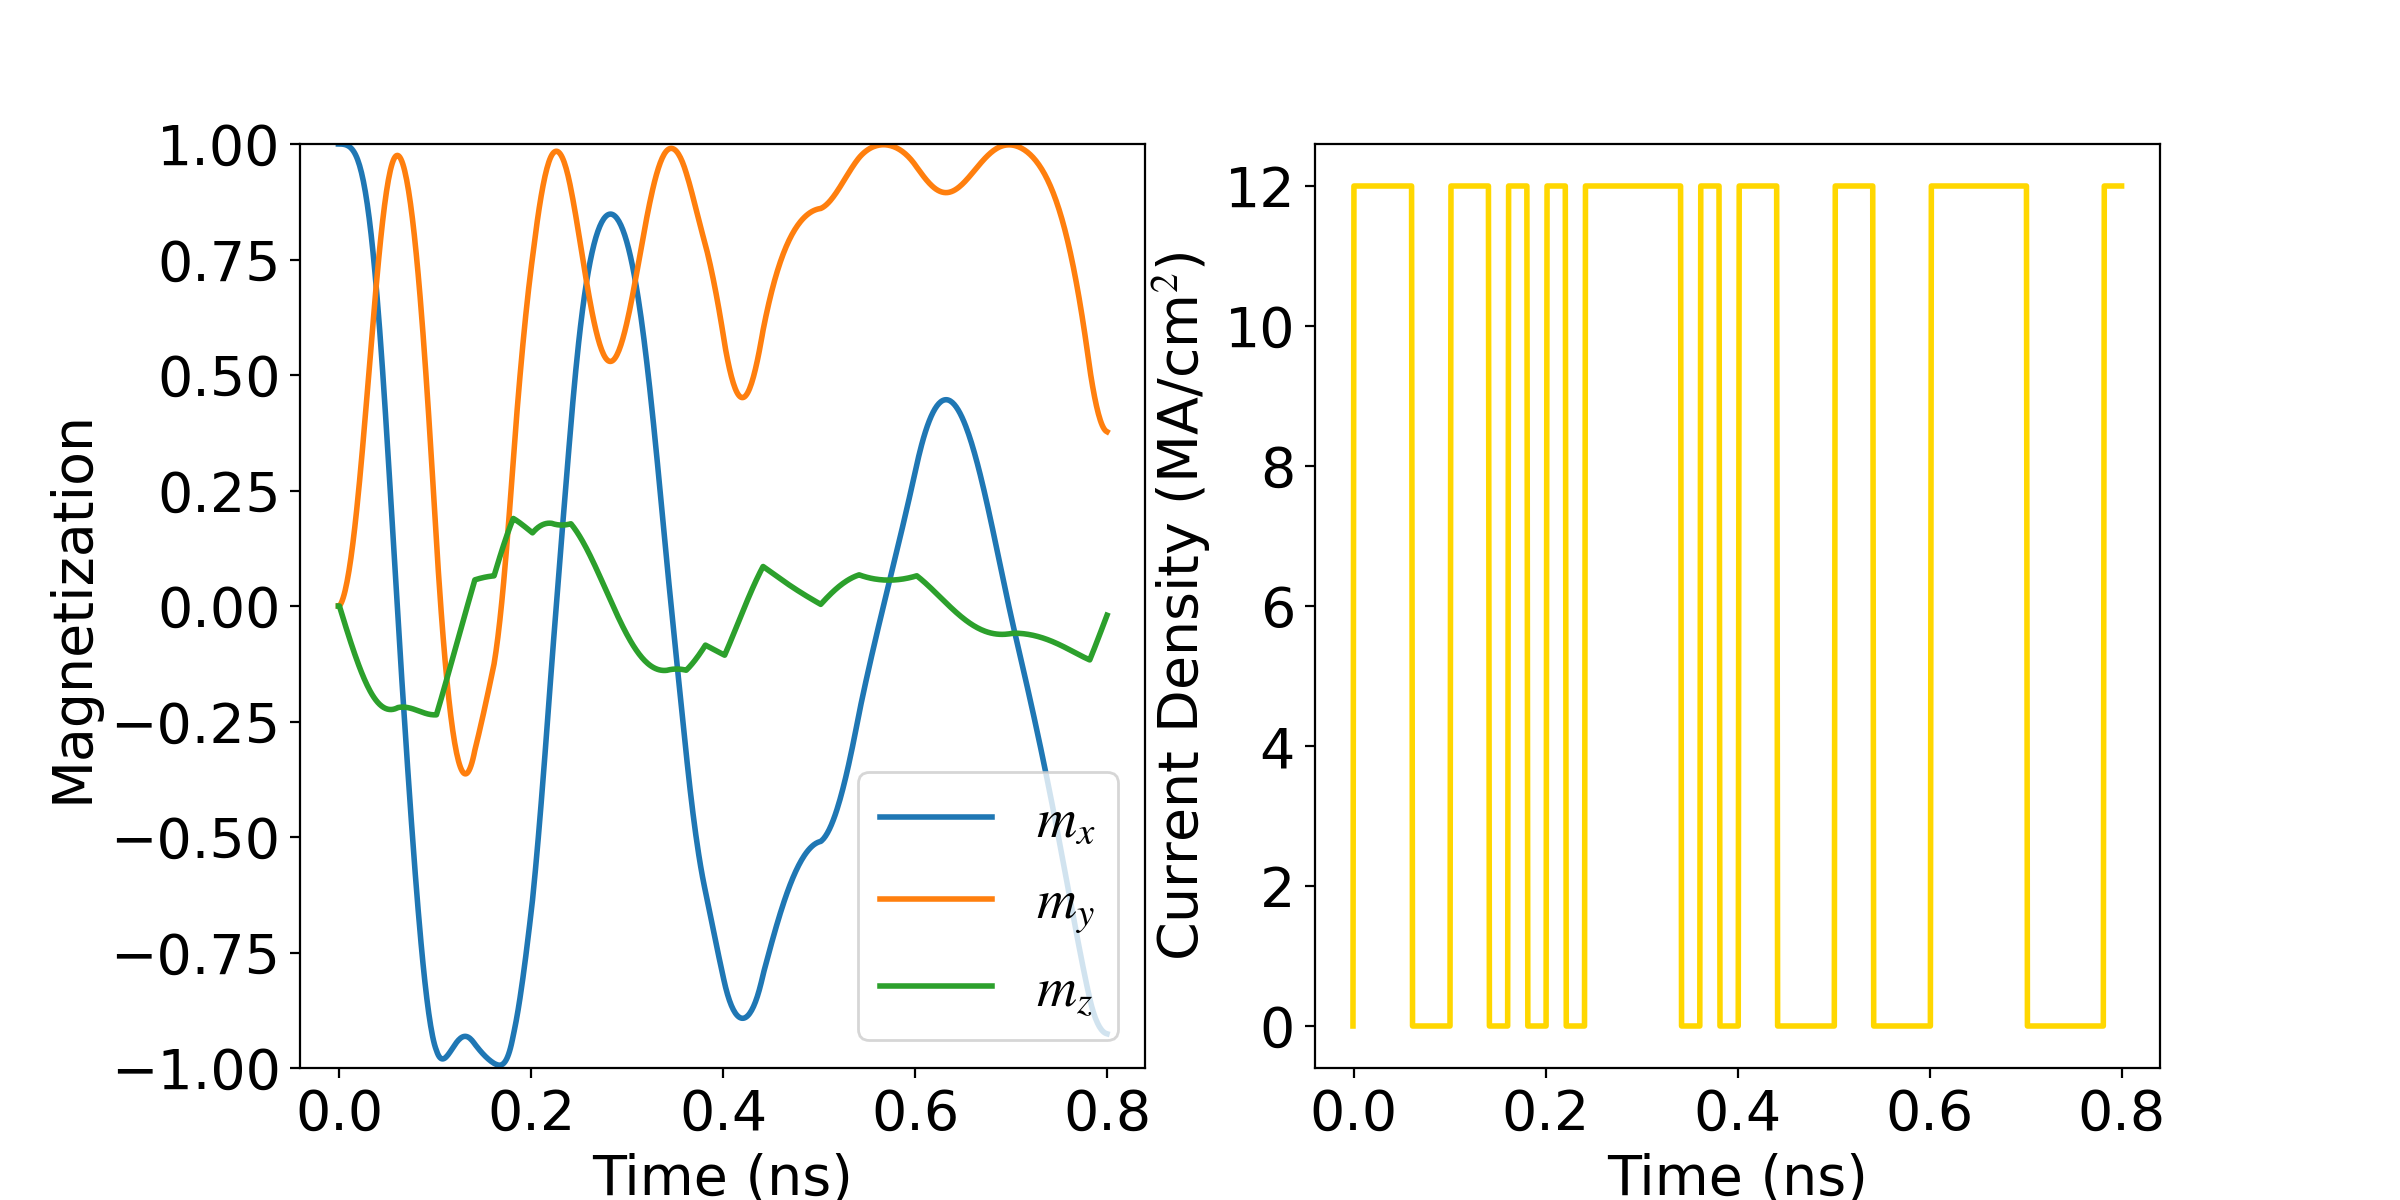 Magnetization
1.00
0.75
0.50
0.25
0.00
−0.25
−0.50
−0.75
−1.00
0.0 0.2 0.4 0.6 0.8
Time (ns)
m_x
m_y
m_z
Current Density (MA/cm²)
12
10
8
6
4
2
0
0.0 0.2 0.4 0.6 0.8
Time (ns)